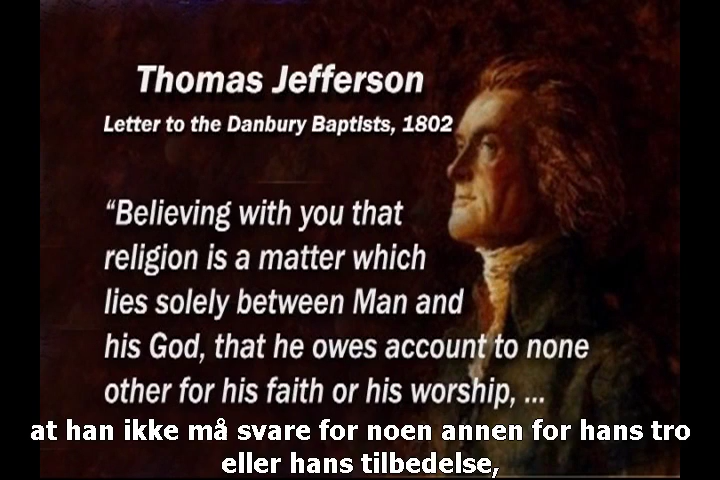 Thomas Jefferson
Letter to the Danbury Baptists, 1802
“Believing with you that
religion is a matter which
lies solely between Man and
his God, that he owes account to none
other for his faith or his worship, ...
at han ikke må svare for noen annen for hans tro
eller hans tilbedelse,